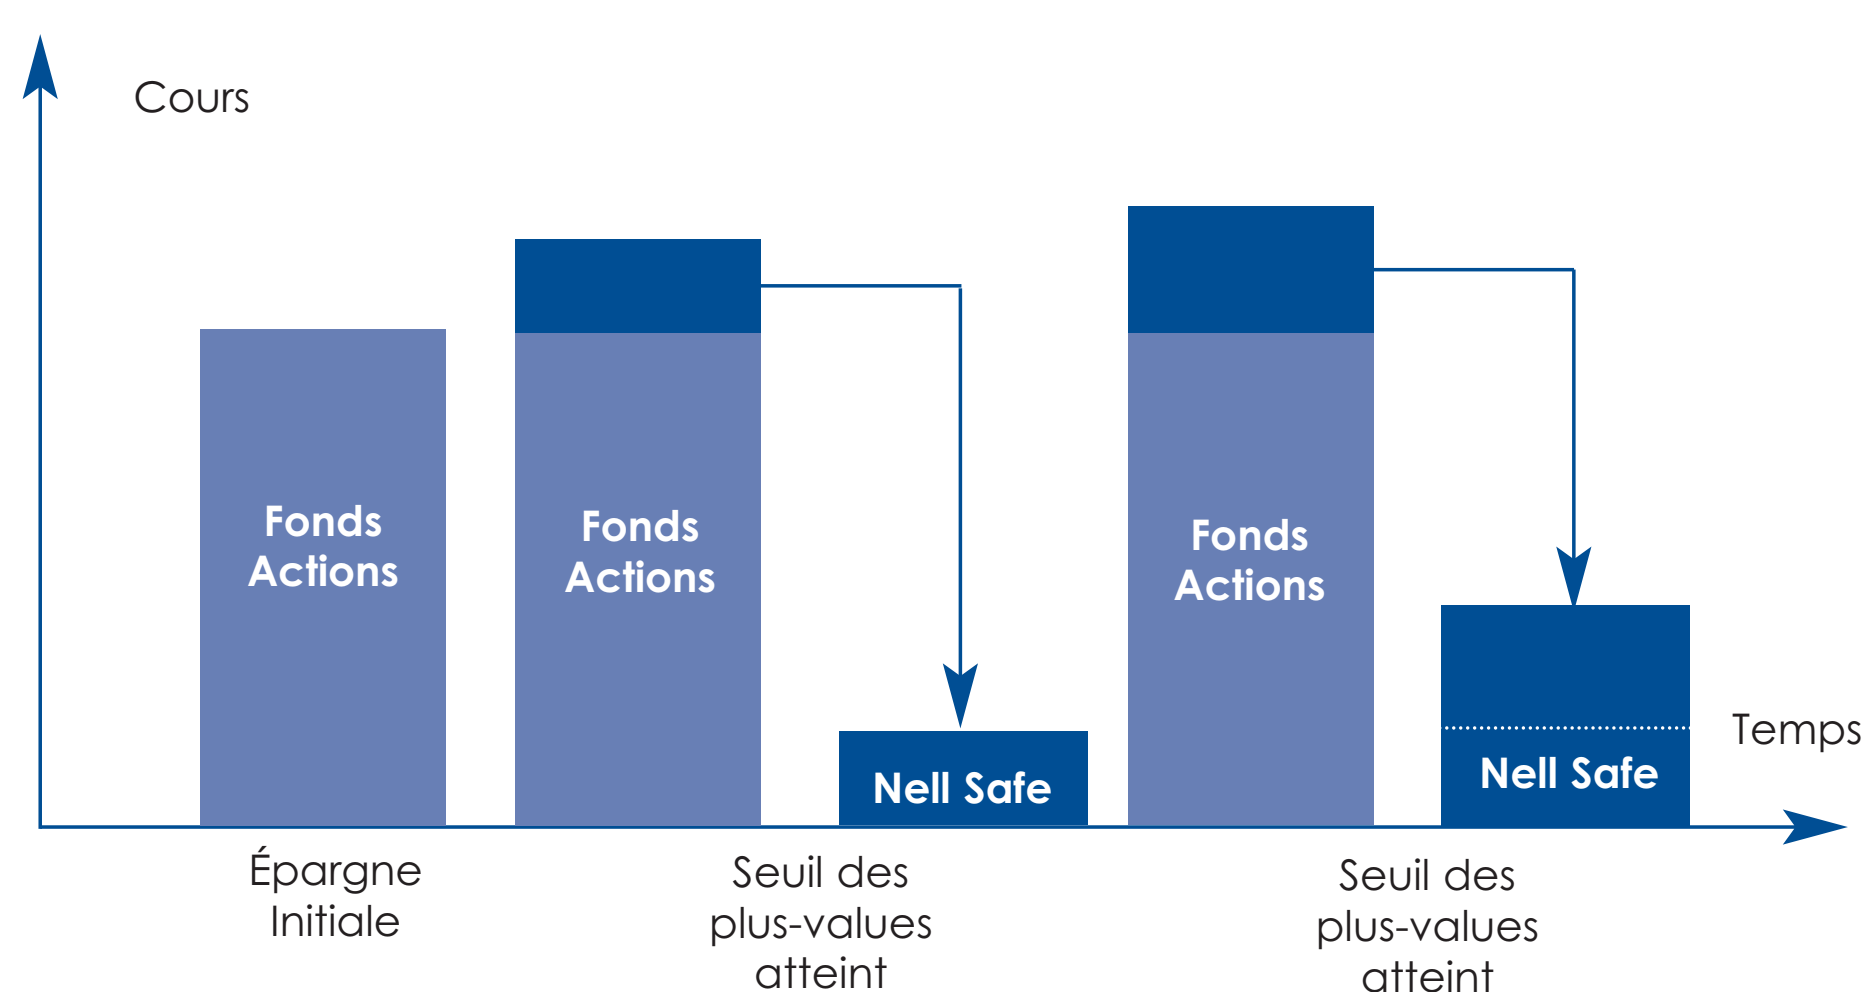 Cours
Fonds
Actions
Fonds
Actions
Nell Safe
Fonds
Actions
Nell Safe
Temps
Épargne
Initiale
Seuil des
plus-values
atteint
Seuil des
plus-values
atteint